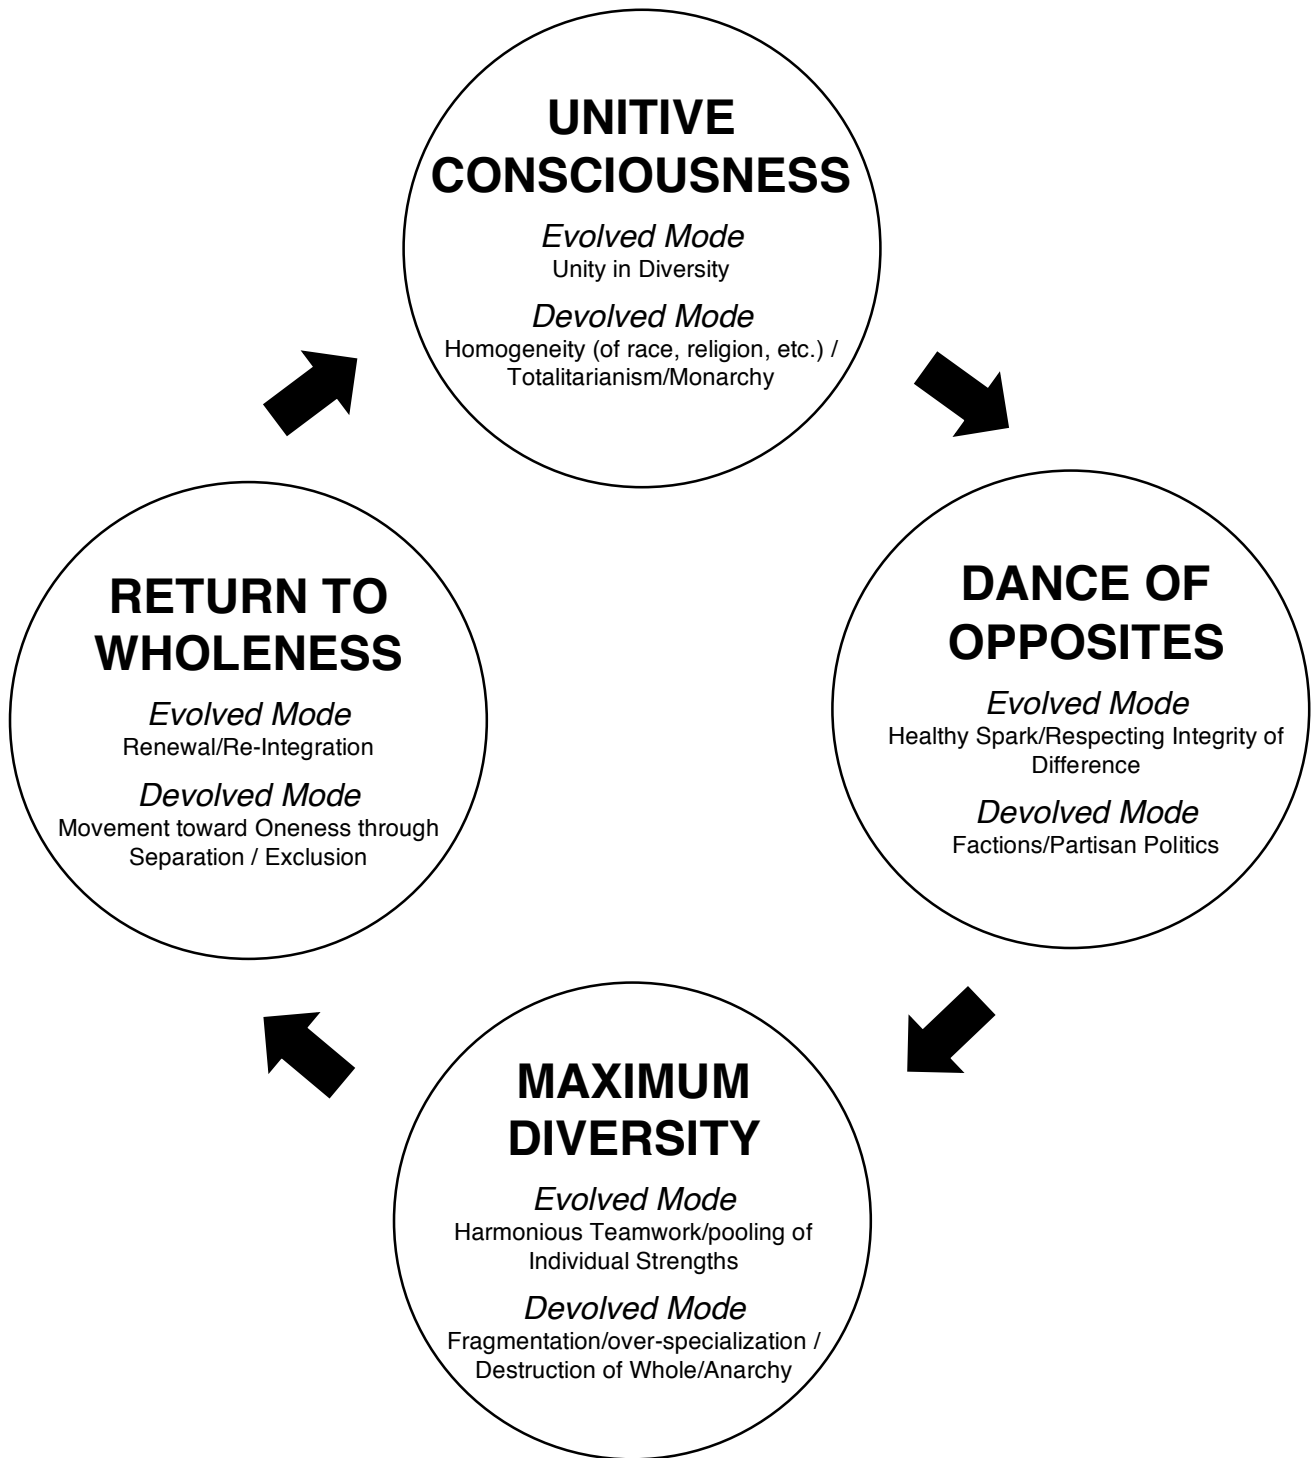 UNITIVE
CONSCIOUSNESS
Evolved Mode
Unity in Diversity
Devolved Mode
Homogeneity (of race, religion, etc.) /
Totalitarianism/Monarchy
DANCE OF
OPPOSITES
Evolved Mode
Healthy Spark/Respecting Integrity of
Difference
Devolved Mode
Factions/Partisan Politics
MAXIMUM
DIVERSITY
Evolved Mode
Harmonious Teamwork/pooling of
Individual Strengths
Devolved Mode
Fragmentation/over-specialization /
Destruction of Whole/Anarchy
RETURN TO
WHOLENESS
Evolved Mode
Renewal/Re-Integration
Devolved Mode
Movement toward Oneness through
Separation / Exclusion